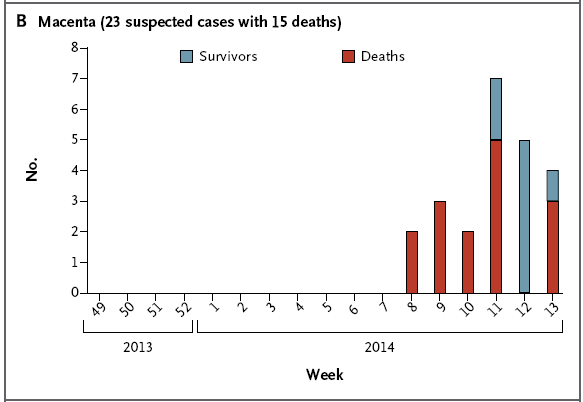 B Macenta (23 suspected cases with 15 deaths)
Survivors
Deaths
No.
8
7
6
5
4
3
2
1
0
49 50 51 52 1 2 3 4 5 6 7 8 9 10 11 12 13
2013 2014
Week